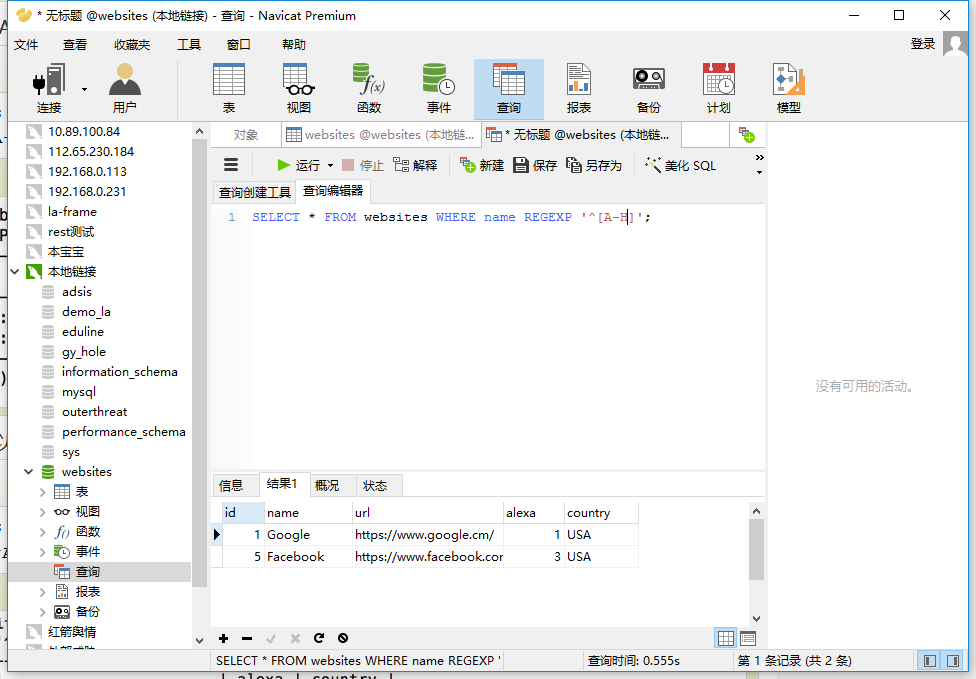 * 无标题 @websites (本地链接) - 查询 - Navicat Premium
文件 查看 收藏夹 工具 窗口 帮助 登录
连接 用户 表 视图 函数 事件 查询 报表 备份 计划 模型
10.89.100.84
112.65.230.184
192.168.0.113
192.168.0.231
la-frame
rest测试
本宝宝
本地链接
adsis
demo_la
eduline
gy_hole
information_schema
mysql
outerthreat
performance_schema
sys
websites
表
视图
函数
事件
查询
报表
备份
红箭舆情
对象 websites @websites (本地链... * 无标题 @websites (本地链...
运行 停止 解释 新建 保存 另存为 美化 SQL
查询创建工具 查询编辑器
1 SELECT * FROM websites WHERE name REGEXP '^[A-H]';
没有可用的活动。
信息 结果1 概况 状态
id name url alexa country
1 Google https://www.google.cm/ 1 USA
5 Facebook https://www.facebook.cor 3 USA
SELECT * FROM websites WHERE name REGEXP ' 查询时间: 0.555s 第 1 条记录 (共 2 条)
| alexa | country |